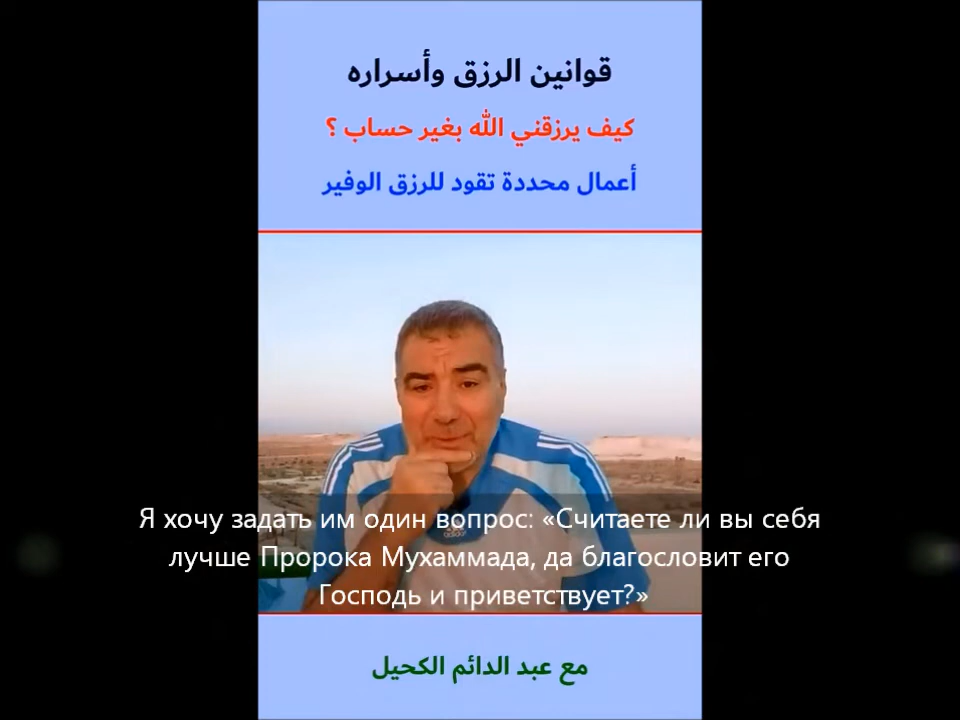 قوانين الرزق وأسراره
كيف يرزقني الله بغير حساب ؟
أعمال محددة تقود للرزق الوفير
adidas
Я хочу задать им один вопрос: «Считаете ли вы себя
лучше Пророка Мухаммада, да благословит его
Господь и приветствует?»
مع عبد الدائم الكحيل